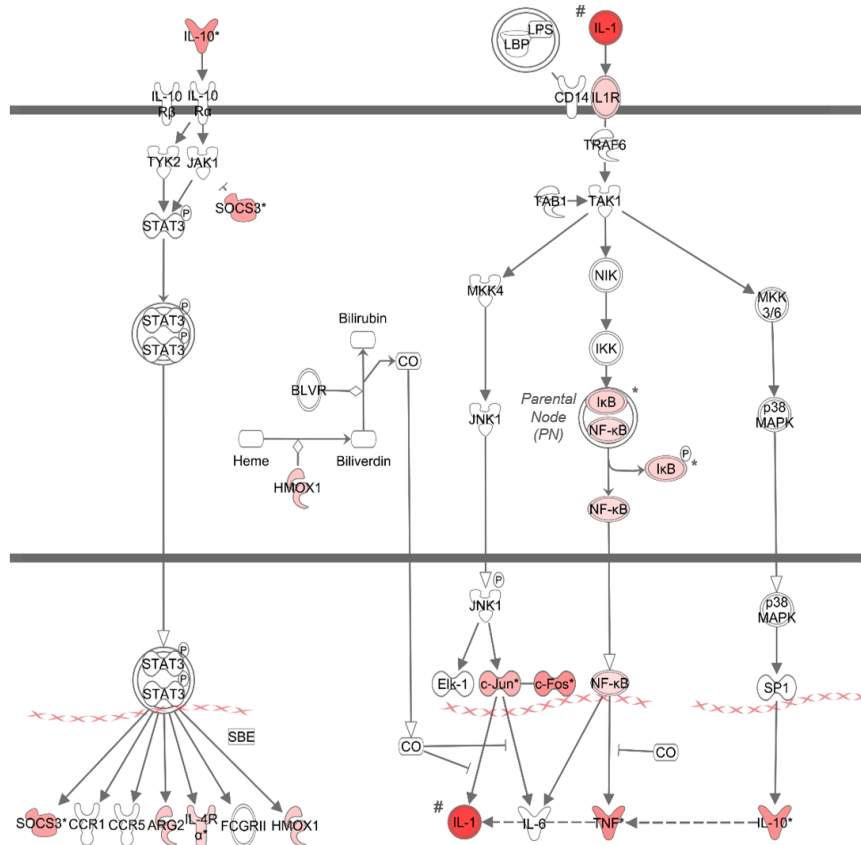 #
IL-10*
IL-1
LPS
LBP
IL-10
Rβ
IL-10
Rα
CD14
IL1R
TRAF6
TYK2
JAK1
SOCS3*
TAB1
TAK1
STAT3
P
NIK
MKK4
MKK
3/6
P
STAT3
P
STAT3
Bilirubin
IKK
CO
BLVR
Parental
Node
(PN)
IκB
*
NF-κB
JNK1
p38
MAPK
Heme
Biliverdin
P
IκB
*
HMOX1
NF-κB
P
JNK1
p38
MAPK
P
STAT3
P
STAT3
Elk-1
c-Jun*
c-Fos*
NF-κB
SP1
SBE
CO
CO
#
SOCS3*
CCR1
CCR5
ARG2
IL-4R
α*
FCGRII
HMOX1
IL-1
IL-6
TNF*
IL-10*